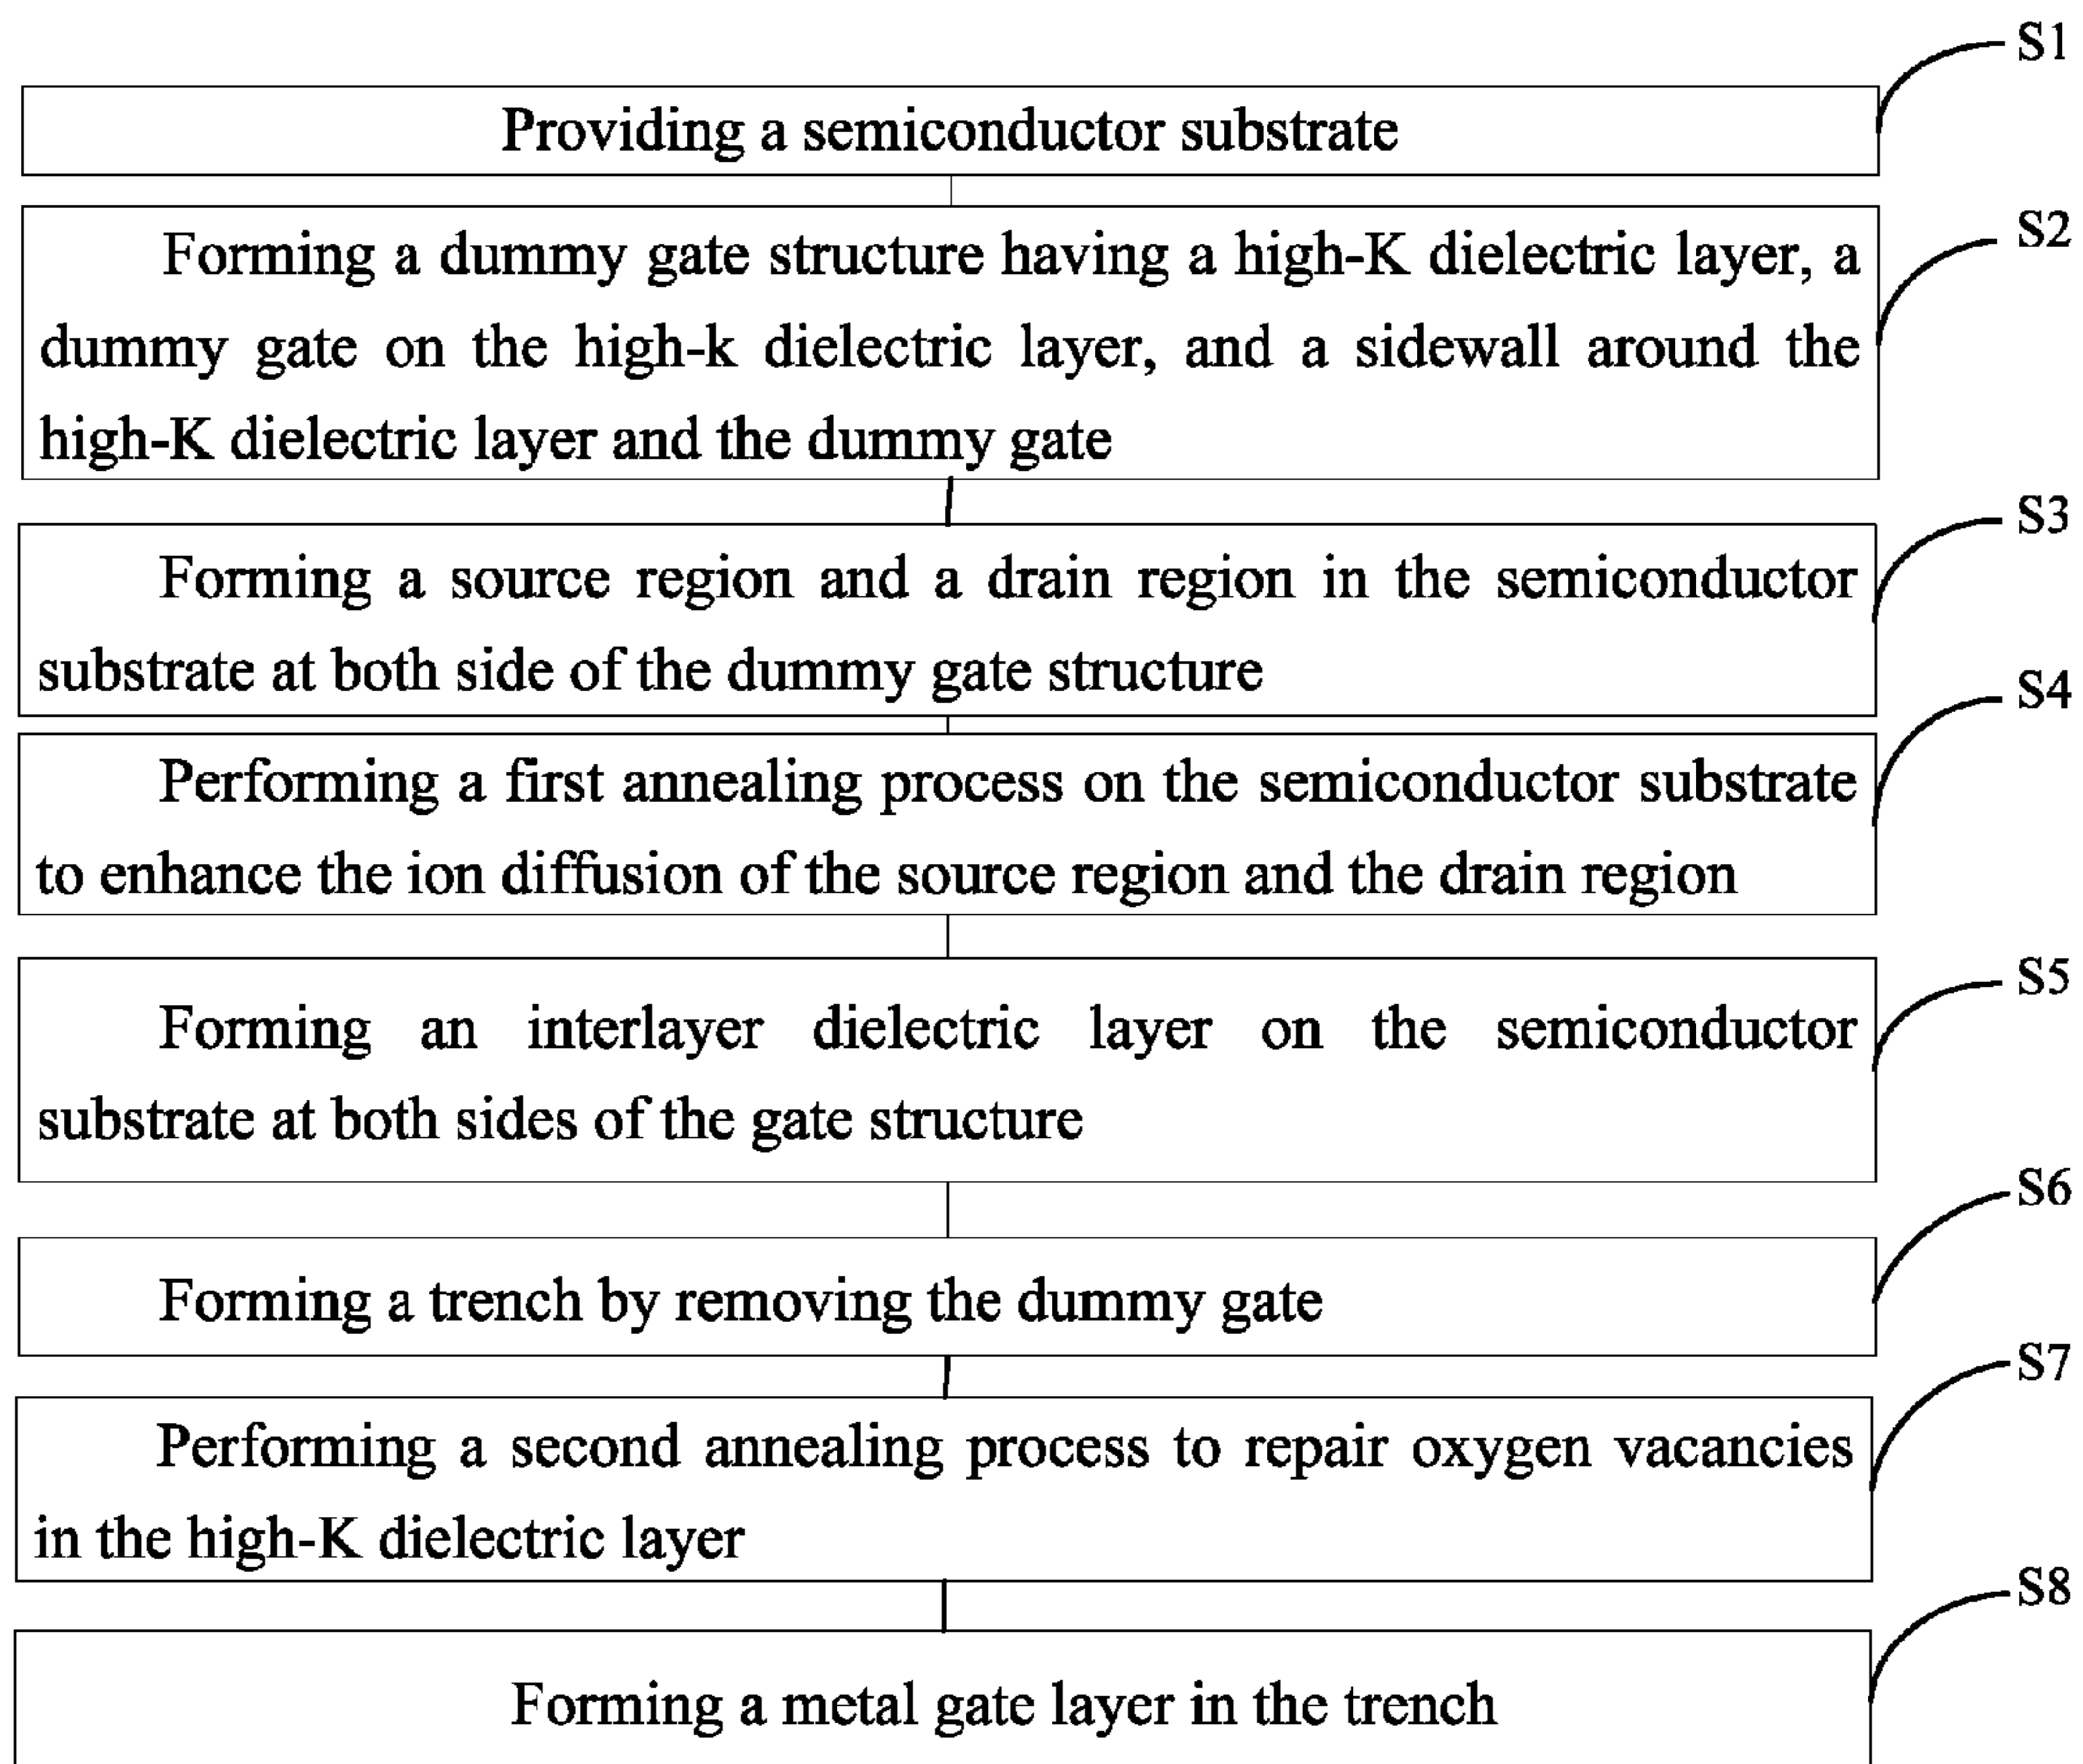 S1
Providing a semiconductor substrate
S2
Forming a dummy gate structure having a high-K dielectric layer, a
dummy gate on the high-k dielectric layer, and a sidewall around the
high-K dielectric layer and the dummy gate
S3
Forming a source region and a drain region in the semiconductor
substrate at both side of the dummy gate structure
S4
Performing a first annealing process on the semiconductor substrate
to enhance the ion diffusion of the source region and the drain region
S5
Forming an interlayer dielectric layer on the semiconductor
substrate at both sides of the gate structure
S6
Forming a trench by removing the dummy gate
S7
Performing a second annealing process to repair oxygen vacancies
in the high-K dielectric layer
S8
Forming a metal gate layer in the trench